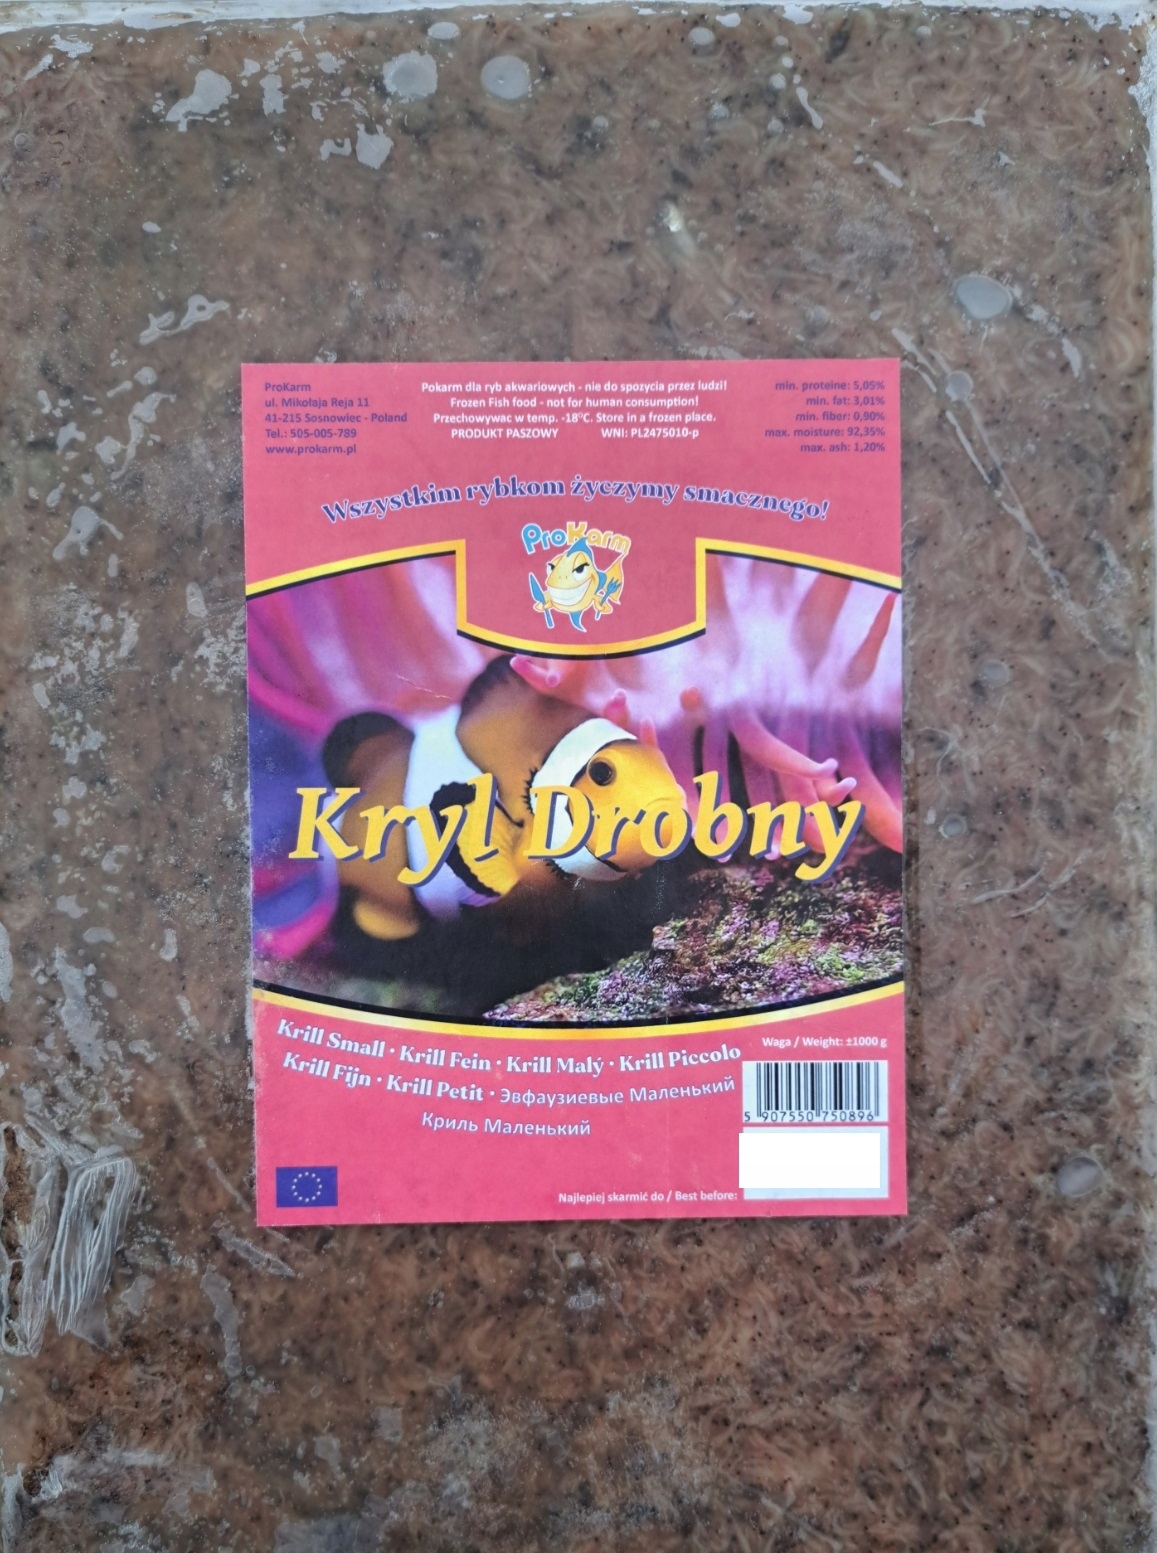 ProKarm
ul. Mikołaja Reja 11
41-215 Sosnowiec - Poland
Tel.: 505-005-789
www.prokarm.pl
Pokarm dla ryb akwariowych - nie do spozycia przez ludzi!
Frozen Fish food - not for human consumption!
Przechowywac w temp. -18°C. Store in a frozen place.
PRODUKT PASZOWY WNI: PL2475010-p
min. proteine: 5,05%
min. fat: 3,01%
min. fiber: 0,90%
max. moisture: 92,35%
max. ash: 1,20%
Wszystkim rybkom życzymy smacznego!
ProKarm
Kryl Drobny
Krill Small · Krill Fein · Krill Malý · Krill Piccolo
Krill Fijn · Krill Petit · Эвфаузиевые Маленький
Криль Маленький
Waga / Weight: ±1000 g
5 907550 750896
Najlepiej skarmić do / Best before: